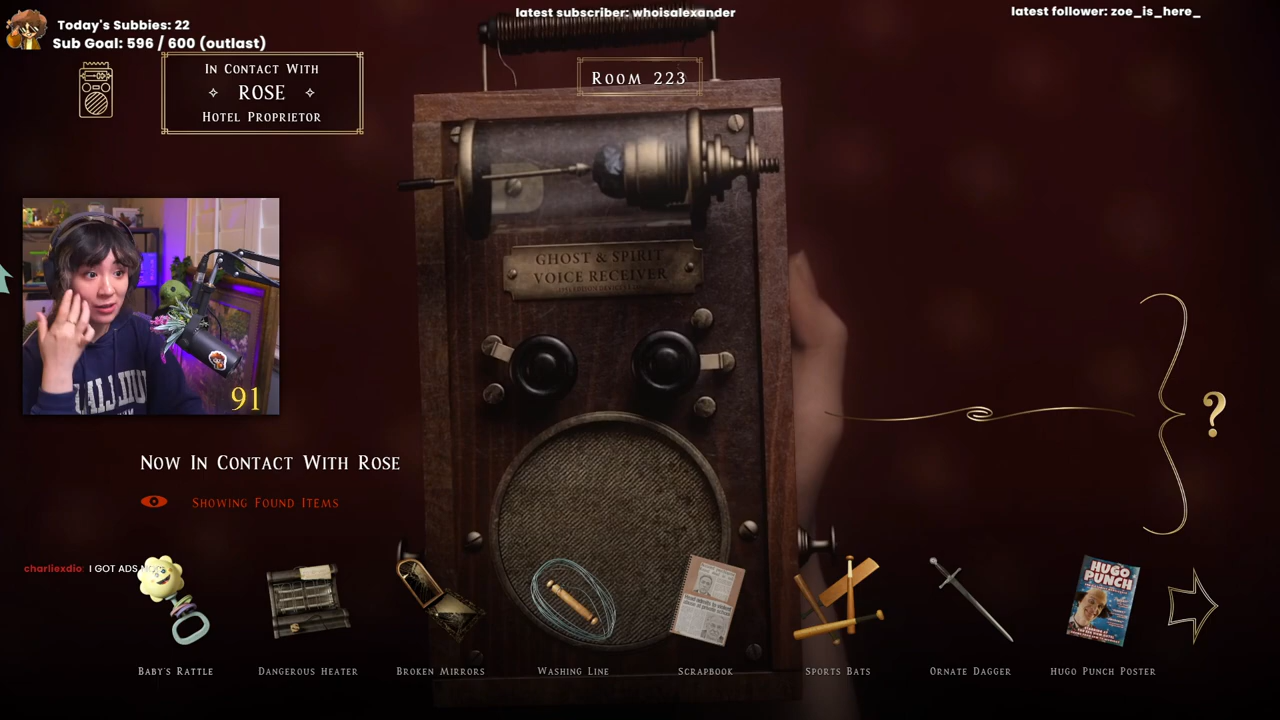 Today's Subbies: 22
Sub Goal: 596 / 600 (outlast)
latest subscriber: whoisalexander
latest follower: zoe_is_here_
In Contact With
ROSE
Hotel Proprietor
Room 223
GHOST & SPIRIT
VOICE RECEIVER
91
Now In Contact With Rose
Showing Found Items
charliexdio: I GOT ADS
HUGO
PUNCH
Baby's Rattle
Dangerous Heater
Broken Mirrors
Washing Line
Scrapbook
Sports Bats
Ornate Dagger
Hugo Punch Poster
?